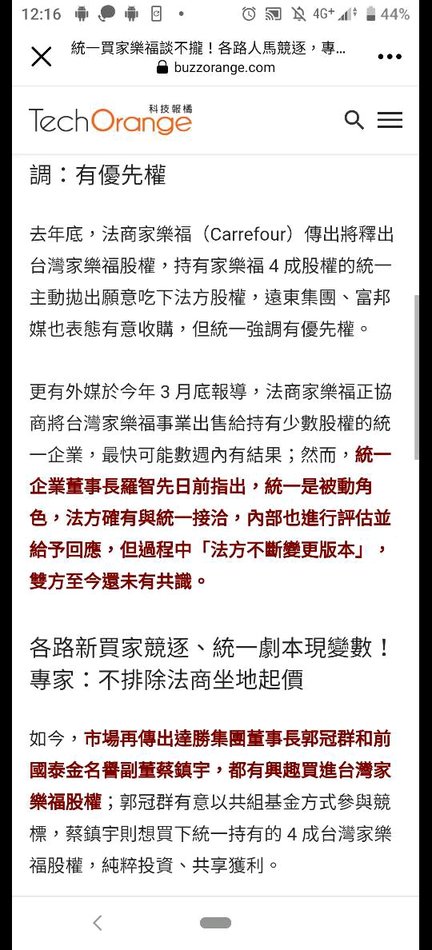 12:16
4G+
44%
統一買家樂福談不攏！各路人馬競逐，專...
buzzorange.com
科技報橘
TechOrange
調：有優先權
去年底，法商家樂福（Carrefour）傳出將釋出
台灣家樂福股權，持有家樂福 4 成股權的統一
主動拋出願意吃下法方股權，遠東集團、富邦
媒也表態有意收購，但統一強調有優先權。
更有外媒於今年 3 月底報導，法商家樂福正協
商將台灣家樂福事業出售給持有少數股權的統
一企業，最快可能數週內有結果；然而，統一
企業董事長羅智先日前指出，統一是被動角
色，法方確有與統一接洽，內部也進行評估並
給予回應，但過程中「法方不斷變更版本」，
雙方至今還未有共識。
各路新買家競逐、統一劇本現變數！
專家：不排除法商坐地起價
如今，市場再傳出達勝集團董事長郭冠群和前
國泰金名譽副董蔡鎮宇，都有興趣買進台灣家
樂福股權；郭冠群有意以共組基金方式參與競
標，蔡鎮宇則想買下統一持有的 4 成台灣家樂
福股權，純粹投資、共享獲利。